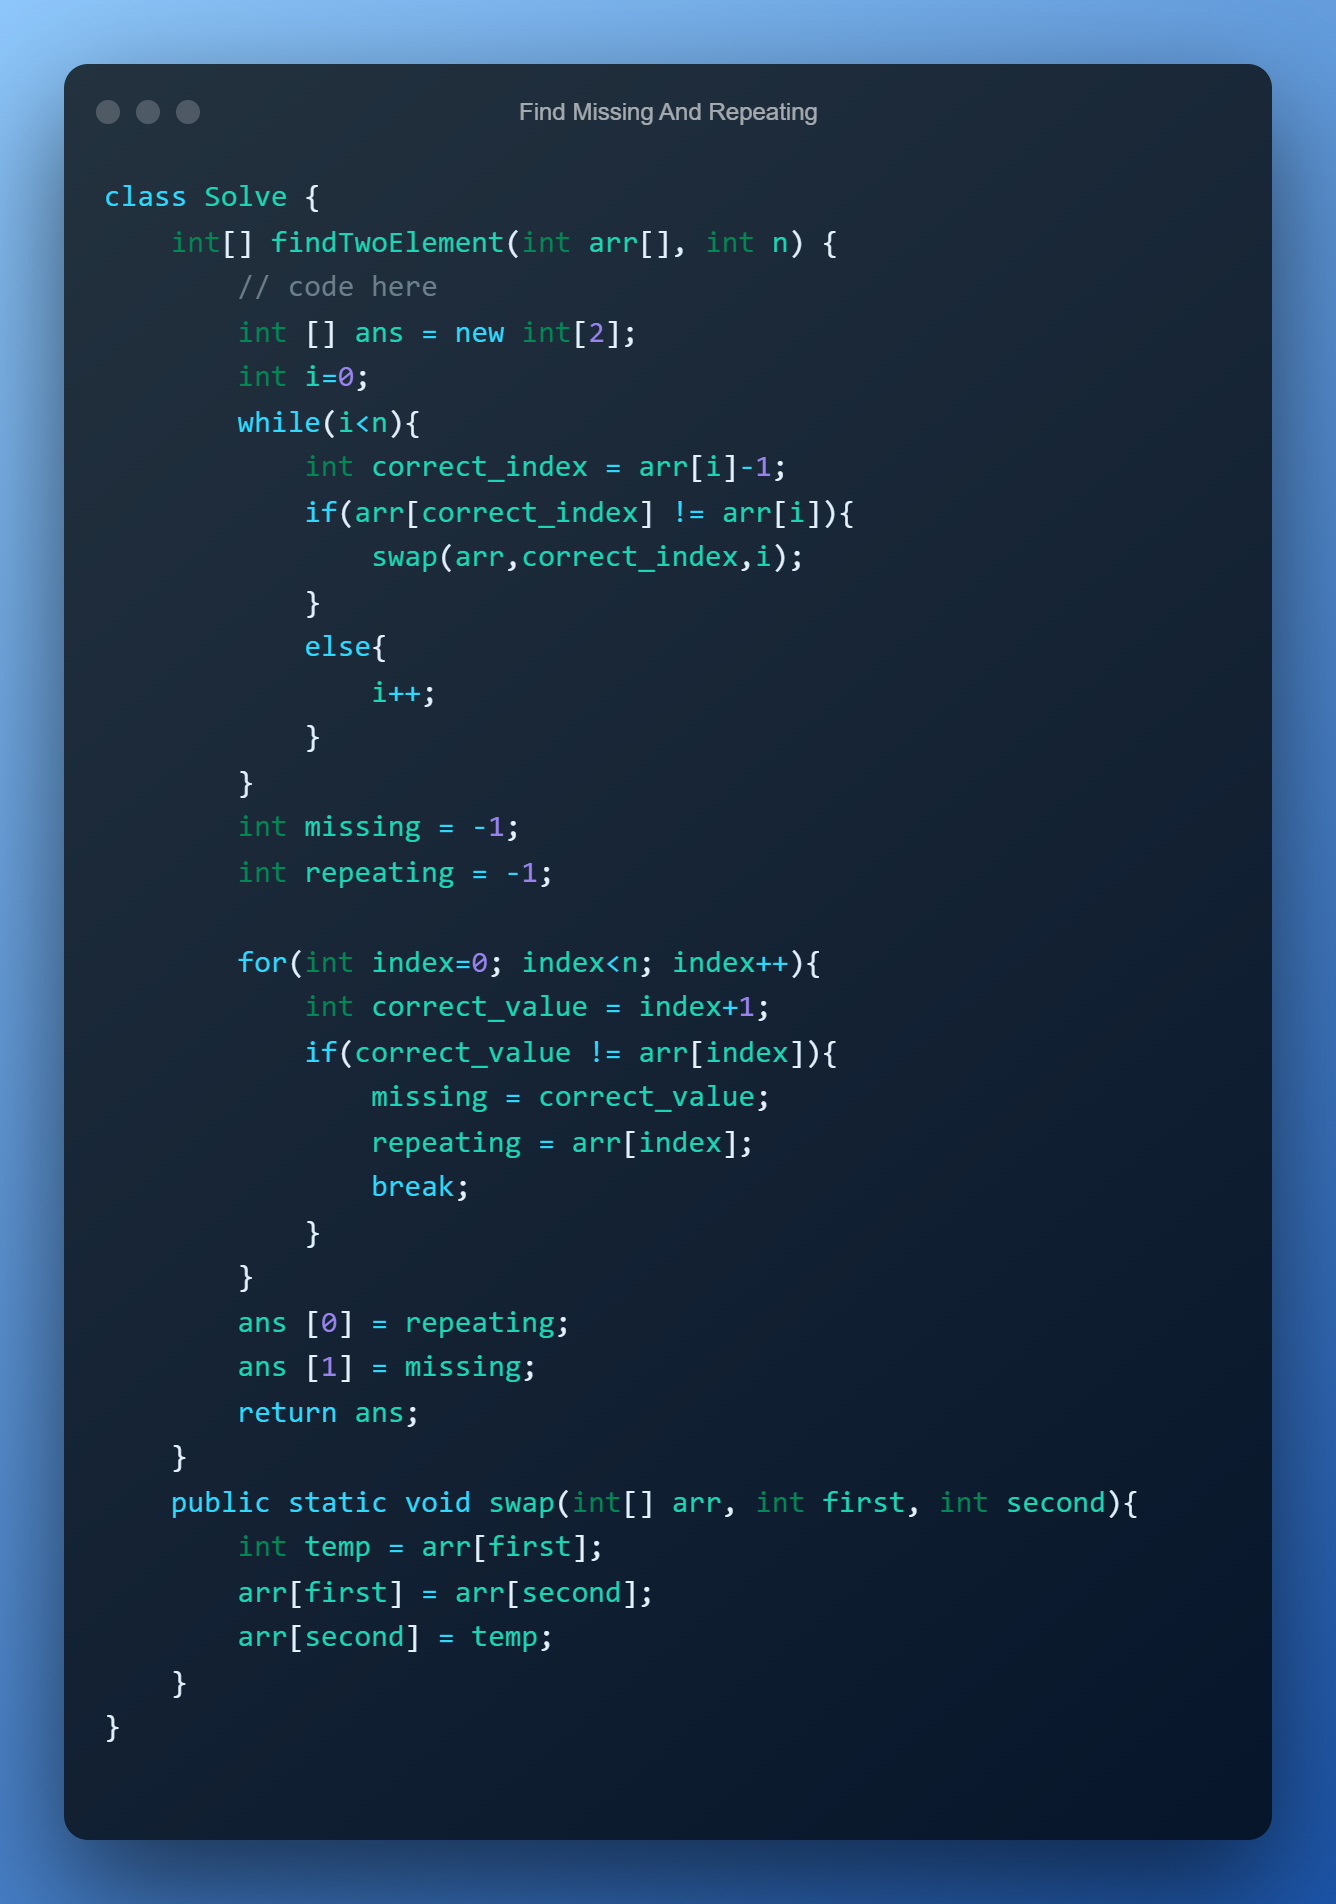 Find Missing And Repeating
class Solve {
    int[] findTwoElement(int arr[], int n) {
        // code here
        int [] ans = new int[2];
        int i=0;
        while(i<n){
            int correct_index = arr[i]-1;
            if(arr[correct_index] != arr[i]){
                swap(arr,correct_index,i);
            }
            else{
                i++;
            }
        }
        int missing = -1;
        int repeating = -1;

        for(int index=0; index<n; index++){
            int correct_value = index+1;
            if(correct_value != arr[index]){
                missing = correct_value;
                repeating = arr[index];
                break;
            }
        }
        ans [0] = repeating;
        ans [1] = missing;
        return ans;
    }
    public static void swap(int[] arr, int first, int second){
        int temp = arr[first];
        arr[first] = arr[second];
        arr[second] = temp;
    }
}